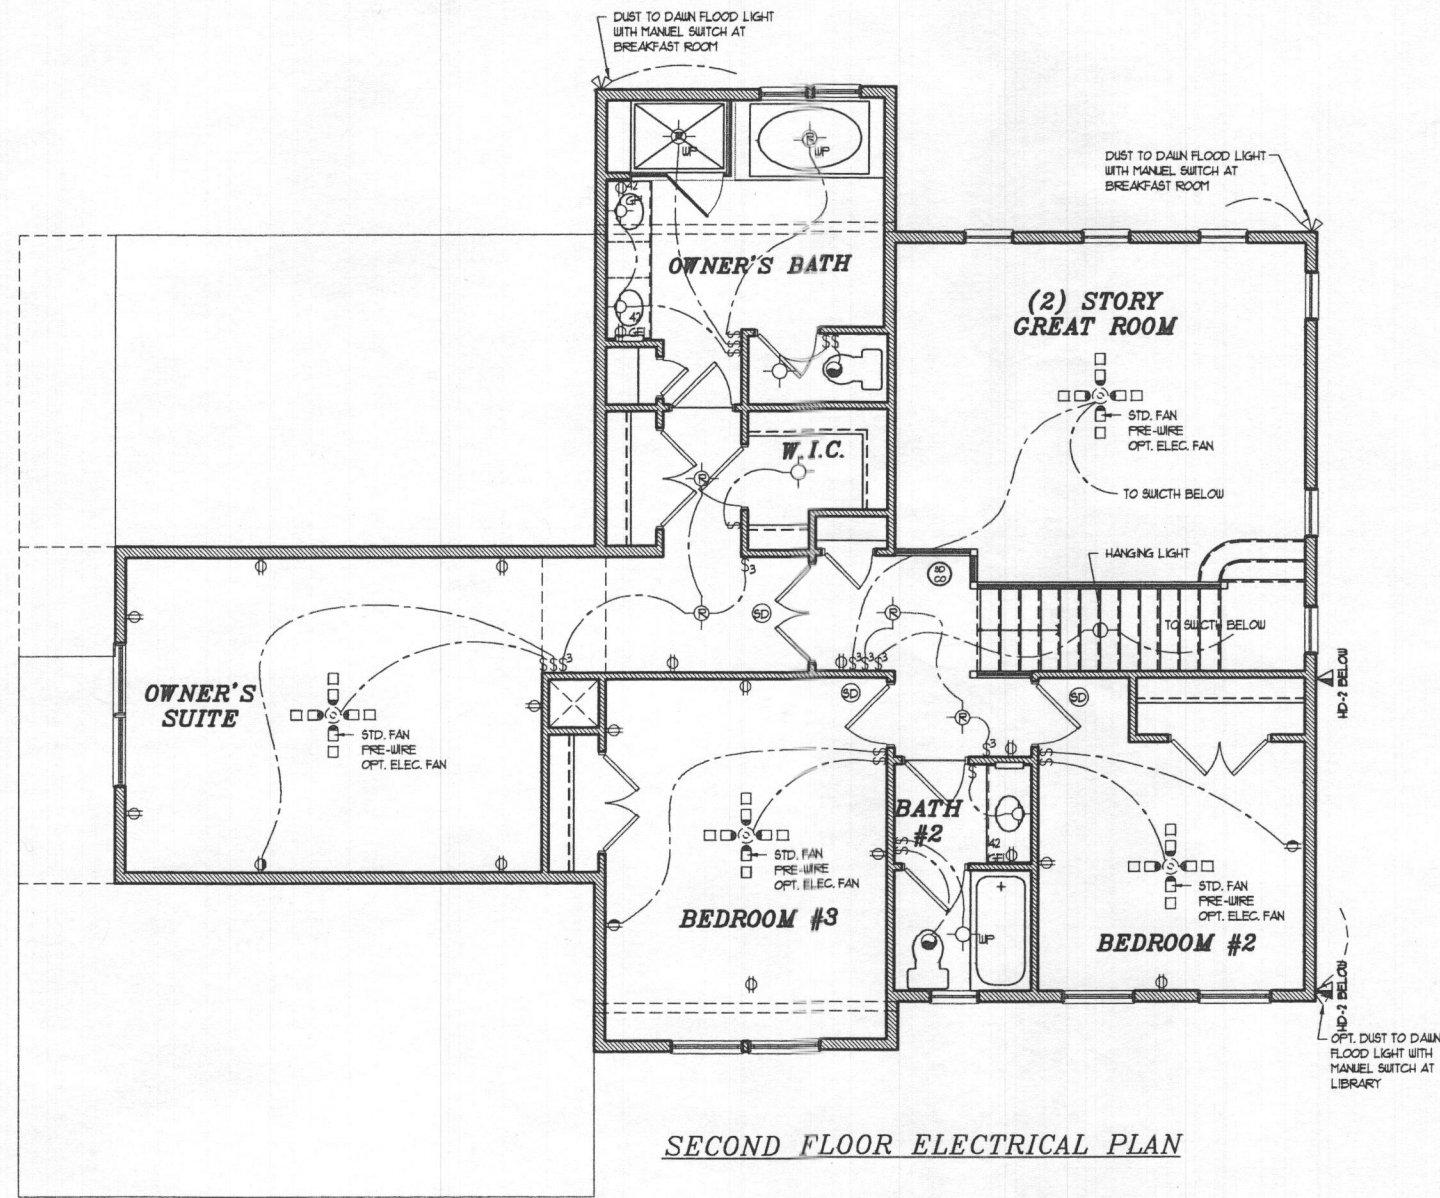 DUST TO DAWN FLOOD LIGHT
WITH MANUEL SWITCH AT
BREAKFAST ROOM
DUST TO DAWN FLOOD LIGHT
WITH MANUEL SWITCH AT
BREAKFAST ROOM
R
WP
R
WP
42
GFI
OWNER'S BATH
42
GFI
$
$
$
$$
(2) STORY
GREAT ROOM
STD. FAN
PRE-WIRE
OPT. ELEC. FAN
TO SWICTH BELOW
W.I.C.
R
$
HANGING LIGHT
$3
SD
CO
SD
R
R
TO SWICTH BELOW
$$$3
$3$3$3
HD-2 BELOW
SD
SD
OWNER'S
SUITE
STD. FAN
PRE-WIRE
OPT. ELEC. FAN
R
$3
$
$
$
$
$
BATH
#2
STD. FAN
PRE-WIRE
OPT. ELEC. FAN
$
$
42
GFI
STD. FAN
PRE-WIRE
OPT. ELEC. FAN
BEDROOM #3
WP
BEDROOM #2
HD-2 BELOW
OPT. DUST TO DAWN
FLOOD LIGHT WITH
MANUEL SWITCH AT
LIBRARY
SECOND FLOOR ELECTRICAL PLAN